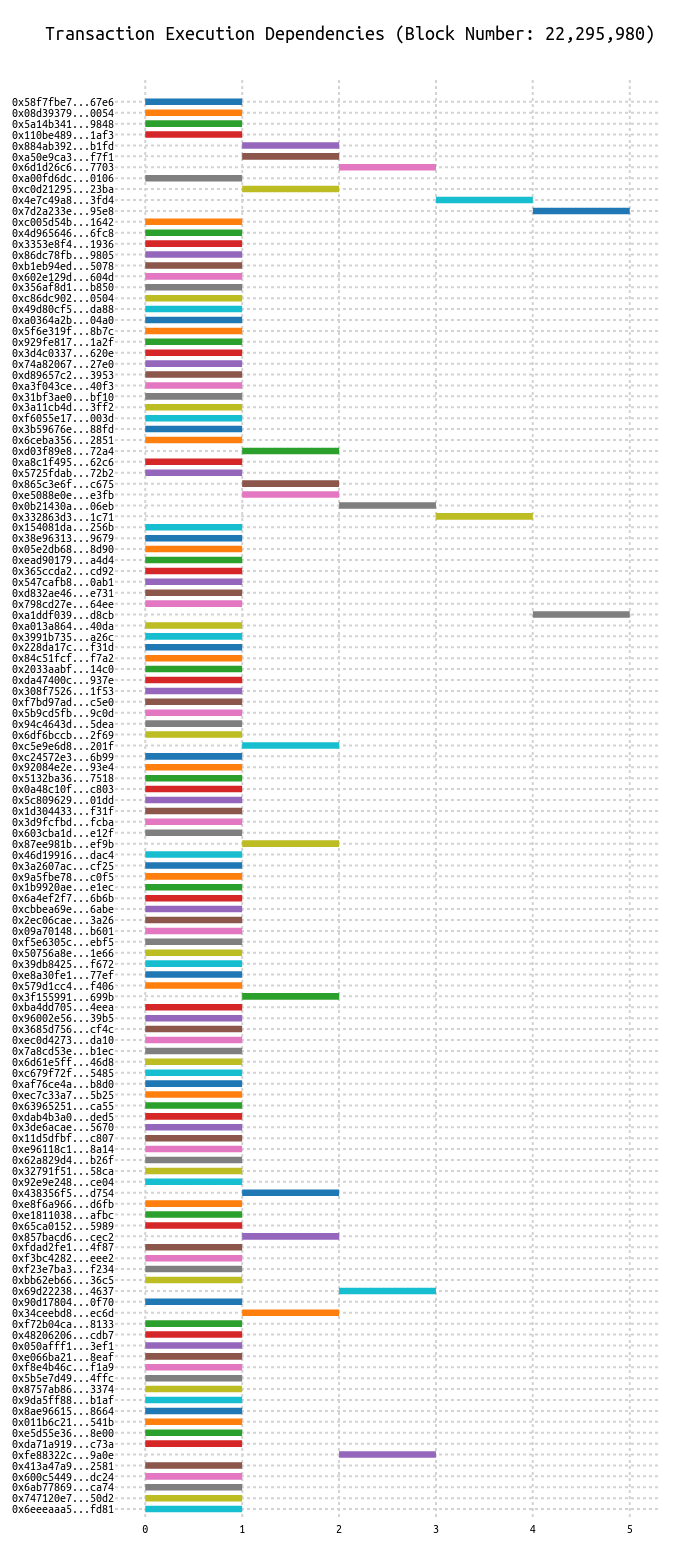 Transaction Execution Dependencies (Block Number: 22,295,980)
0x58f7fbe7...67e6
0x08d39379...0054
0x5a14b341...9848
0x110be489...1af3
0x884ab392...b1fd
0xa50e9ca3...f7f1
0x6d1d26c6...7703
0xa00fd6dc...0106
0xc0d21295...23ba
0x4e7c49a8...3fd4
0x7d2a233e...95e8
0xc005d54b...1642
0x4d965646...6fc8
0x3353e8f4...1936
0x86dc78fb...9805
0xb1eb94ed...5078
0x602e129d...604d
0x356af8d1...b850
0xc86dc902...0504
0x49d80cf5...da88
0xa0364a2b...04a0
0x5f6e319f...8b7c
0x929fe817...1a2f
0x3d4c0337...620e
0x74a82067...27e0
0xd89657c2...3953
0xa3f043ce...40f3
0x31bf3ae0...bf10
0x3a11cb4d...3ff2
0xf6055e17...003d
0x3b59676e...88fd
0x6ceba356...2851
0xd03f89e8...72a4
0xa8c1f495...62c6
0x5725fdab...72b2
0x865c3e6f...c675
0xe5088e0e...e3fb
0x0b21430a...06eb
0x332863d3...1c71
0x154081da...256b
0x38e96313...9679
0x05e2db68...8d90
0xead90179...a4d4
0x365ccda2...cd92
0x547cafb8...0ab1
0xd832ae46...e731
0x798cd27e...64ee
0xa1ddf039...d8cb
0xa013a864...40da
0x3991b735...a26c
0x228da17c...f31d
0x84c51fcf...f7a2
0x2033aabf...14c0
0xda47400c...937e
0x308f7526...1f53
0xf7bd97ad...c5e0
0x5b9cd5fb...9c0d
0x94c4643d...5dea
0x6df6bccb...2f69
0xc5e9e6d8...201f
0xc24572e3...6b99
0x92084e2e...93e4
0x5132ba36...7518
0x0a48c10f...c803
0x5c809629...01dd
0x1d304433...f31f
0x3d9fcfbd...fcba
0x603cba1d...e12f
0x87ee981b...ef9b
0x46d19916...dac4
0x3a2607ac...cf25
0x9a5fbe78...c0f5
0x1b9920ae...e1ec
0x6a4ef2f7...6b6b
0xcbbea69e...6abe
0x2ec06cae...3a26
0x09a70148...b601
0xf5e6305c...ebf5
0x50756a8e...1e66
0x39db8425...f672
0xe8a30fe1...77ef
0x579d1cc4...f406
0x3f155991...699b
0xba4dd705...4eea
0x96002e56...39b5
0x3685d756...cf4c
0xec0d4273...da10
0x7a8cd53e...b1ec
0x6d61e5ff...46d8
0xc679f72f...5485
0xaf76ce4a...b8d0
0xec7c33a7...5b25
0x63965251...ca55
0xdab4b3a0...ded5
0x3de6acae...5670
0x11d5dfbf...c807
0xe96118c1...8a14
0x62a829d4...b26f
0x32791f51...58ca
0x92e9e248...ce04
0x438356f5...d754
0xe8f6a966...d6fb
0xe1811038...afbc
0x65ca0152...5989
0x857bacd6...cec2
0xfdad2fe1...4f87
0xf3bc4282...eee2
0xf23e7ba3...f234
0xbb62eb66...36c5
0x69d22238...4637
0x90d17804...0f70
0x34ceebd8...ec6d
0xf72b04ca...8133
0x48206206...cdb7
0x050afff1...3ef1
0xe066ba21...8eaf
0xf8e4b46c...f1a9
0x5b5e7d49...4ffc
0x8757ab86...3374
0x9da5ff88...b1af
0x8ae96615...8664
0x011b6c21...541b
0xe5d55e36...8e00
0xda71a919...c73a
0xfe88322c...9a0e
0x413a47a9...2581
0x600c5449...dc24
0x6ab77869...ca74
0x747120e7...50d2
0x6eeeaaa5...fd81
0 1 2 3 4 5